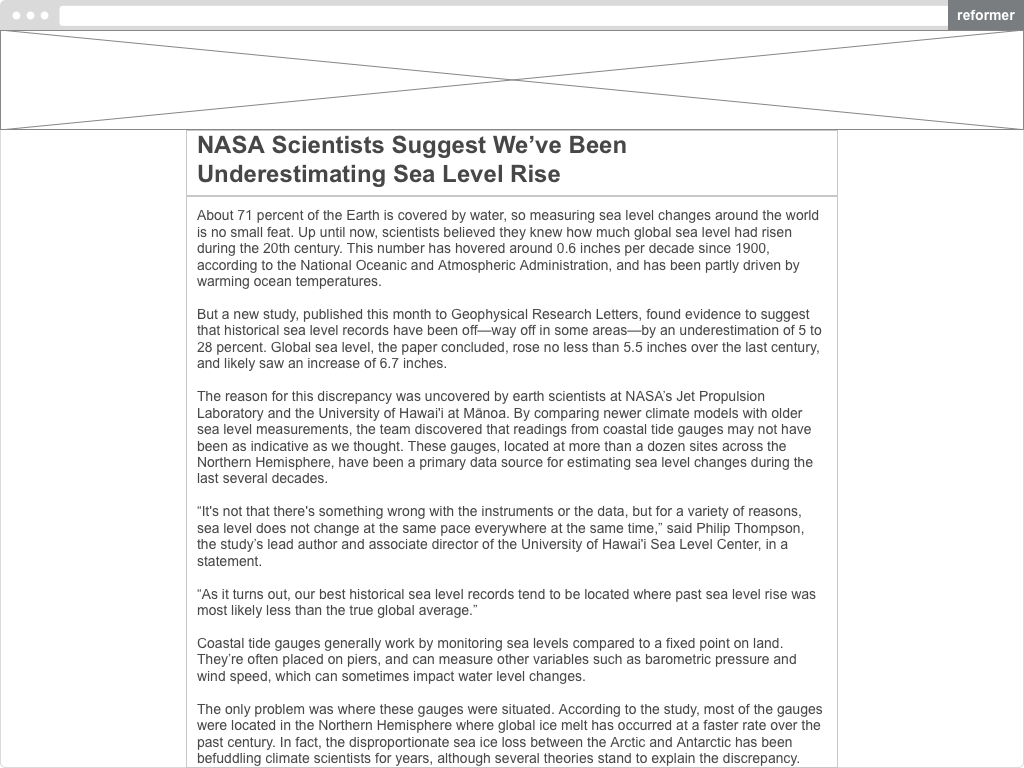 reformer
NASA Scientists Suggest We’ve Been
Underestimating Sea Level Rise
About 71 percent of the Earth is covered by water, so measuring sea level changes around the world
is no small feat. Up until now, scientists believed they knew how much global sea level had risen
during the 20th century. This number has hovered around 0.6 inches per decade since 1900,
according to the National Oceanic and Atmospheric Administration, and has been partly driven by
warming ocean temperatures.
But a new study, published this month to Geophysical Research Letters, found evidence to suggest
that historical sea level records have been off—way off in some areas—by an underestimation of 5 to
28 percent. Global sea level, the paper concluded, rose no less than 5.5 inches over the last century,
and likely saw an increase of 6.7 inches.
The reason for this discrepancy was uncovered by earth scientists at NASA’s Jet Propulsion
Laboratory and the University of Hawai'i at Mānoa. By comparing newer climate models with older
sea level measurements, the team discovered that readings from coastal tide gauges may not have
been as indicative as we thought. These gauges, located at more than a dozen sites across the
Northern Hemisphere, have been a primary data source for estimating sea level changes during the
last several decades.
“It's not that there's something wrong with the instruments or the data, but for a variety of reasons,
sea level does not change at the same pace everywhere at the same time,” said Philip Thompson,
the study’s lead author and associate director of the University of Hawai'i Sea Level Center, in a
statement.
“As it turns out, our best historical sea level records tend to be located where past sea level rise was
most likely less than the true global average.”
Coastal tide gauges generally work by monitoring sea levels compared to a fixed point on land.
They’re often placed on piers, and can measure other variables such as barometric pressure and
wind speed, which can sometimes impact water level changes.
The only problem was where these gauges were situated. According to the study, most of the gauges
were located in the Northern Hemisphere where global ice melt has occurred at a faster rate over the
past century. In fact, the disproportionate sea ice loss between the Arctic and Antarctic has been
befuddling climate scientists for years, although several theories stand to explain the discrepancy.